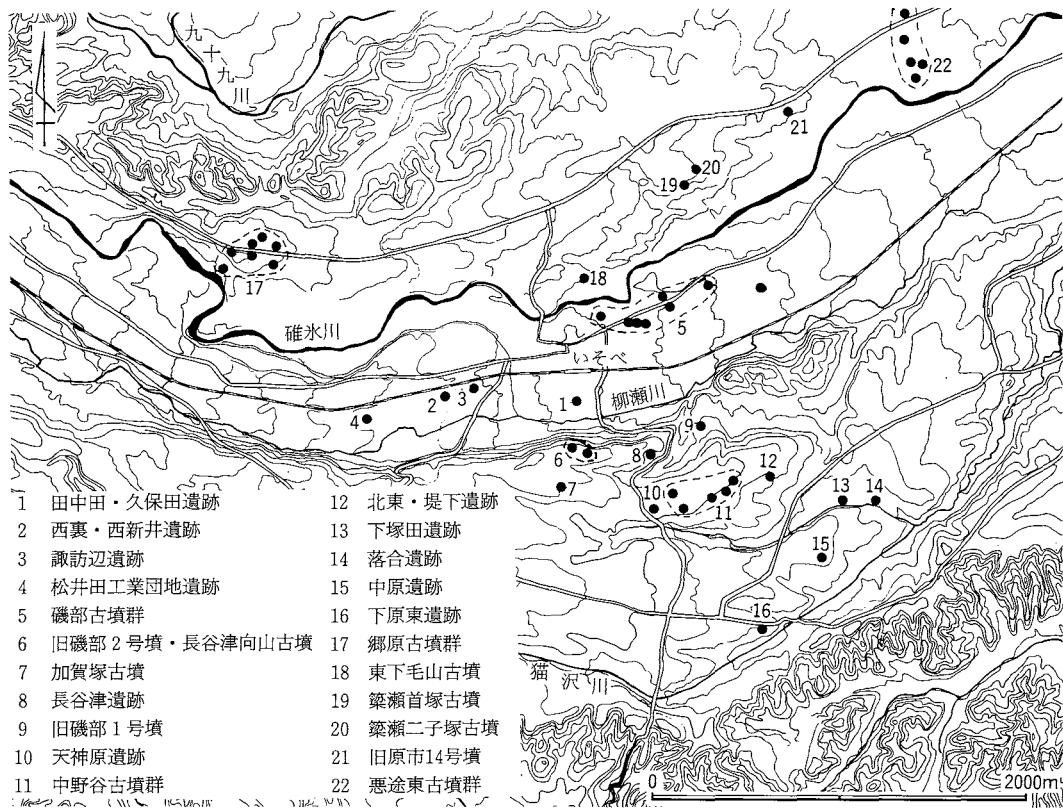 九十九川
22
21
20
19
17
18
碓氷川
5
いそべ
柳瀬川
2
3
1
4
9
6
8
7
10
11
12
13
14
15
16
猫沢川
1 田中田・久保田遺跡
2 西裏・西新井遺跡
3 諏訪辺遺跡
4 松井田工業団地遺跡
5 磯部古墳群
6 旧磯部2号墳・長谷津向山古墳
7 加賀塚古墳
8 長谷津遺跡
9 旧磯部1号墳
10 天神原遺跡
11 中野谷古墳群
12 北東・堤下遺跡
13 下塚田遺跡
14 落合遺跡
15 中原遺跡
16 下原東遺跡
17 郷原古墳群
18 東下毛山古墳
19 簗瀬首塚古墳
20 簗瀬二子塚古墳
21 旧原市14号墳
22 悪途東古墳群
0 2000m